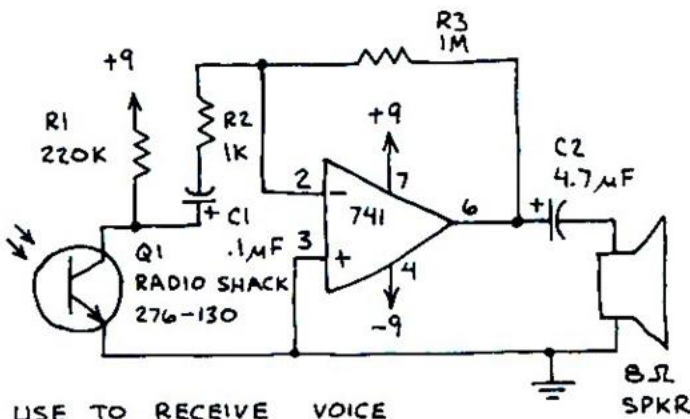 R3
1M
+9
R1
220K
R2
1K
+9
C2
4.7µF
2
-
7
741
6
+
+
C1
.1µF
3
+
4
-9
Q1
RADIO SHACK
276-130
8Ω
SPKR
USE TO RECEIVE VOICE